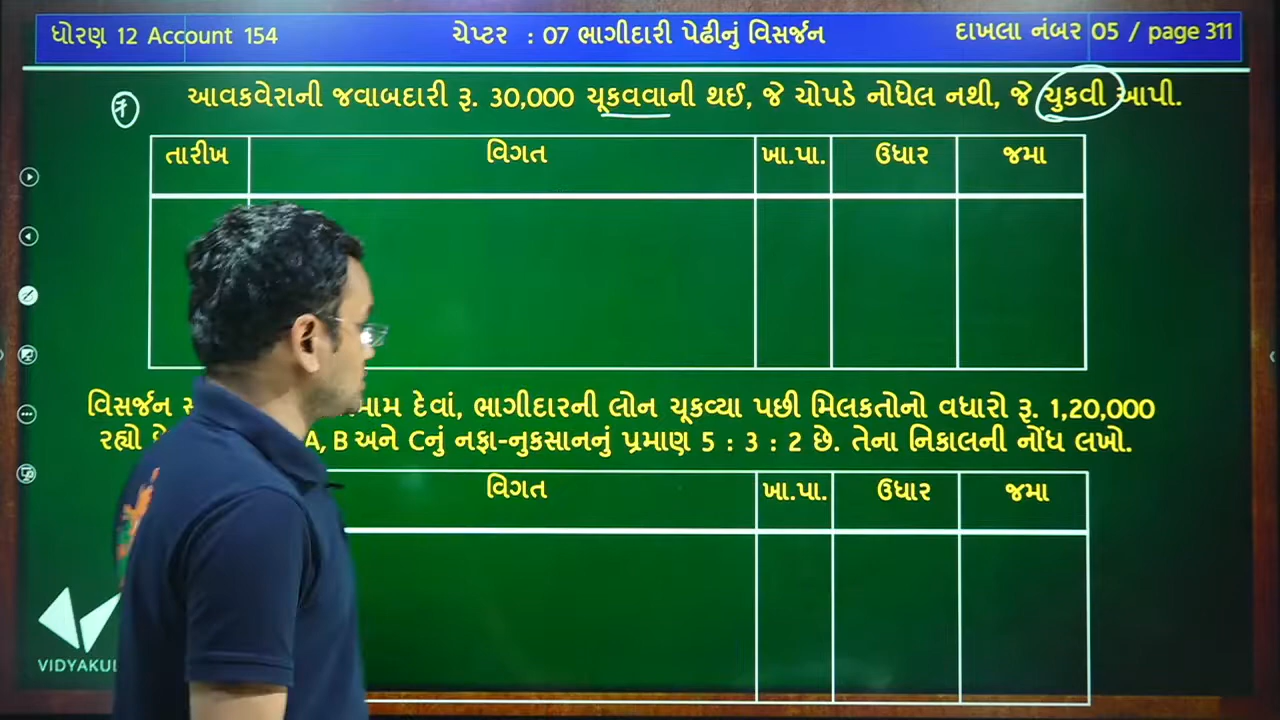 ધોરણ 12 Account 154
ચેપ્ટર : 07 ભાગીદારી પેઢીનું વિસર્જન
દાખલા નંબર 05 / page 311
આવકવેરાની જવાબદારી રૂ. 30,000 ચૂકવવાની થઈ, જે ચોપડે નોધેલ નથી, જે ચુકવી આપી.
તારીખ વિગત ખા.પા. ઉધાર જમા
વિસર્જન દેવાં, ભાગીદારની લોન ચૂકવ્યા પછી મિલકતોનો વધારો રૂ. 1,20,000
રહ્યો A, B અને Cનું નફા-નુકસાનનું પ્રમાણ 5 : 3 : 2 છે. તેના નિકાલની નોંધ લખો.
વિગત ખા.પા. ઉધાર જમા